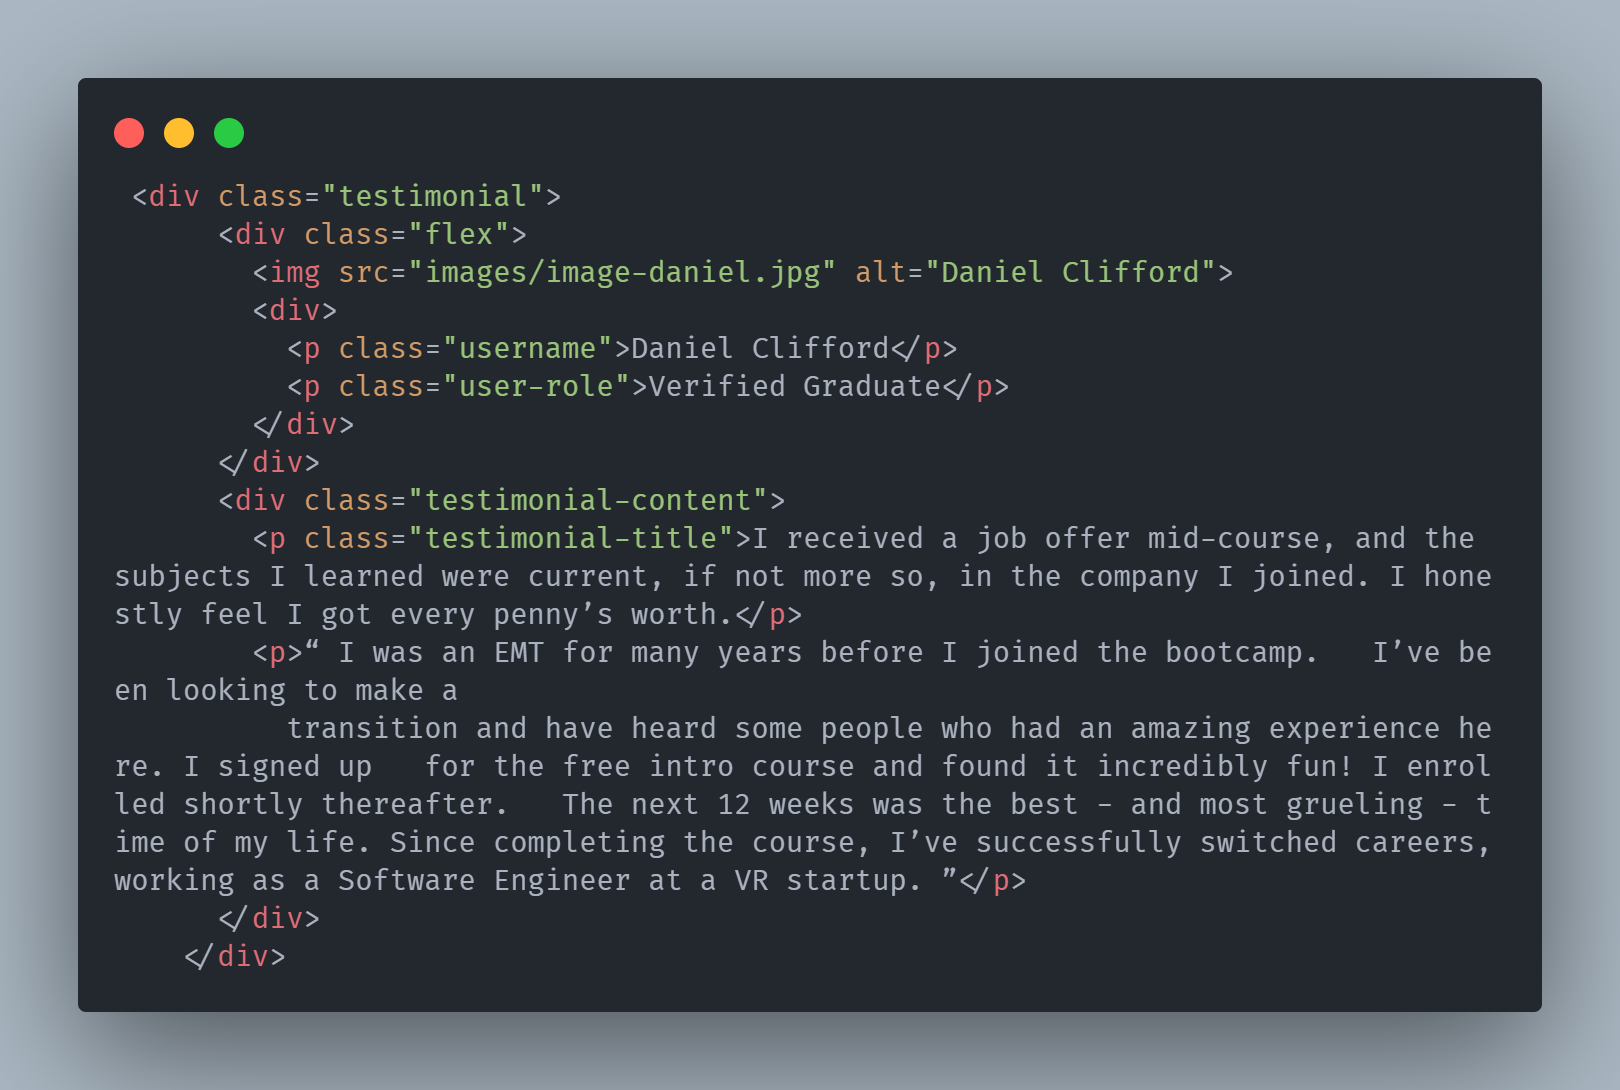 <div class="testimonial">
<div class="flex">
<img src="images/image-daniel.jpg" alt="Daniel Clifford">
<div>
<p class="username">Daniel Clifford</p>
<p class="user-role">Verified Graduate</p>
</div>
</div>
<div class="testimonial-content">
<p class="testimonial-title">I received a job offer mid-course, and the
subjects I learned were current, if not more so, in the company I joined. I hone
stly feel I got every penny’s worth.</p>
<p>“ I was an EMT for many years before I joined the bootcamp.   I’ve be
en looking to make a
transition and have heard some people who had an amazing experience he
re. I signed up   for the free intro course and found it incredibly fun! I enrol
led shortly thereafter.   The next 12 weeks was the best - and most grueling - t
ime of my life. Since completing the course, I’ve successfully switched careers,
working as a Software Engineer at a VR startup. ”</p>
</div>
</div>